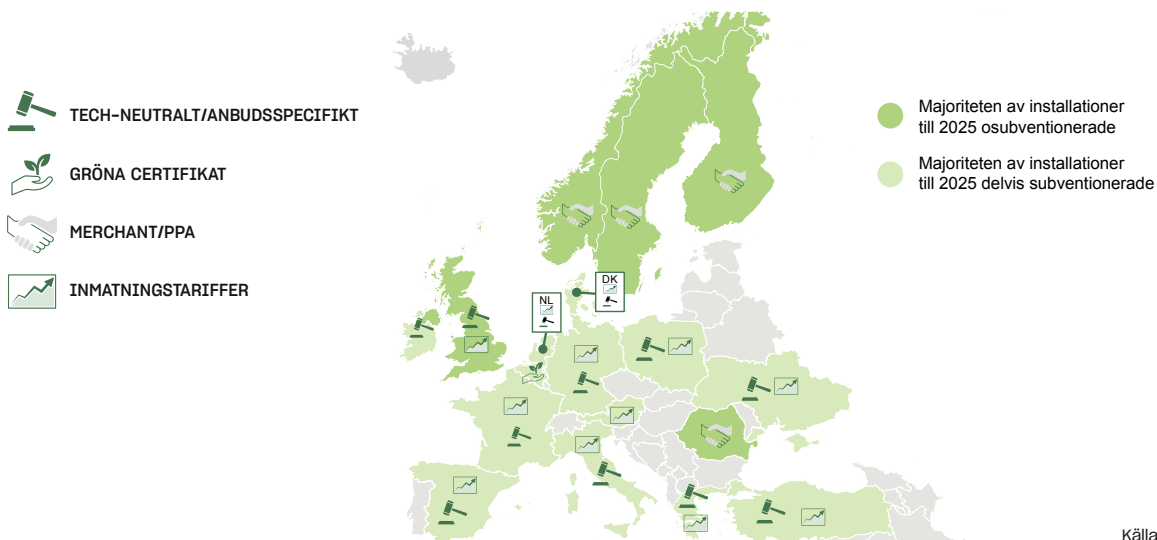 TECH-NEUTRALT/ANBUDSSPECIFIKT
GRÖNA CERTIFIKAT
MERCHANT/PPA
INMATNINGSTARIFFER
Majoriteten av installationer
till 2025 osubventionerade
Majoriteten av installationer
till 2025 delvis subventionerade
DK
NL
Källa